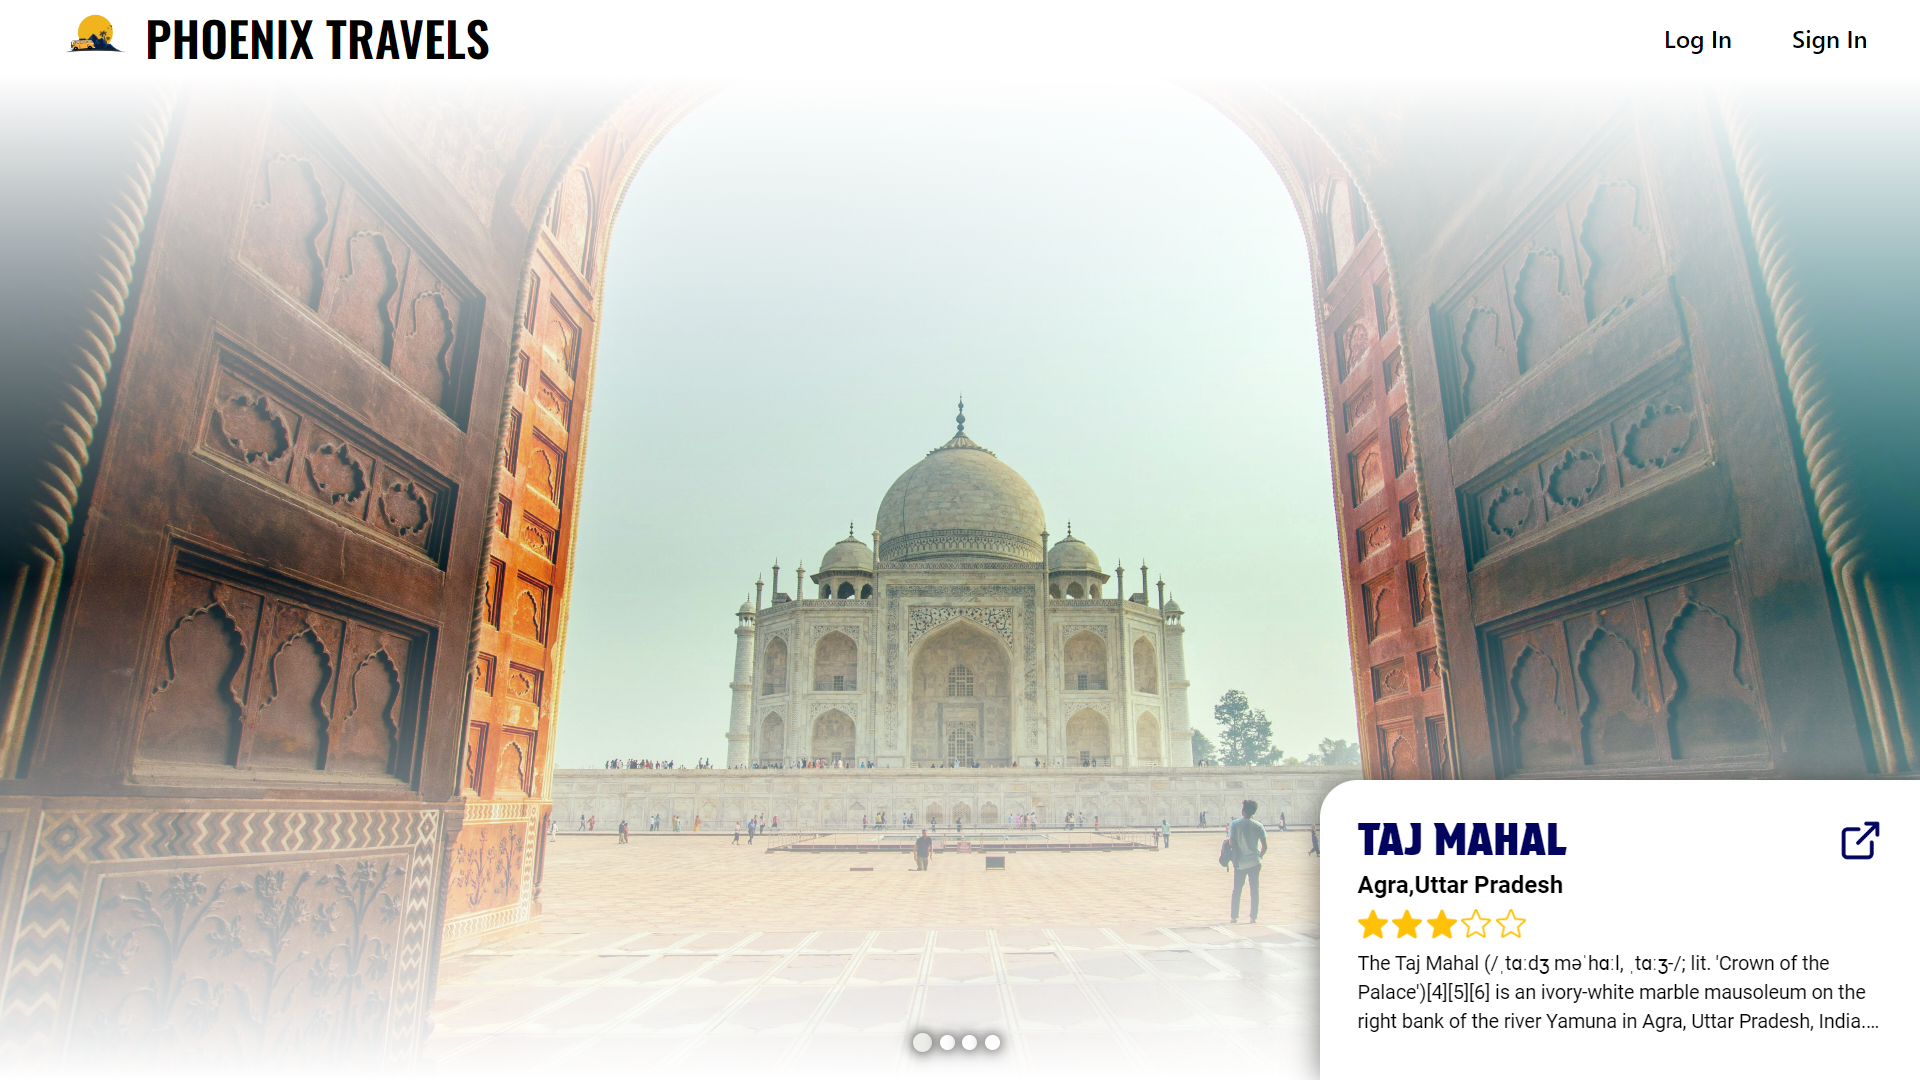 PHOENIX TRAVELS
Log In
Sign In
TAJ MAHAL
Agra,Uttar Pradesh
The Taj Mahal (/ˌtɑːdʒ məˈhɑːl, ˌtɑːʒ-/; lit. 'Crown of the
Palace')[4][5][6] is an ivory-white marble mausoleum on the
right bank of the river Yamuna in Agra, Uttar Pradesh, India....